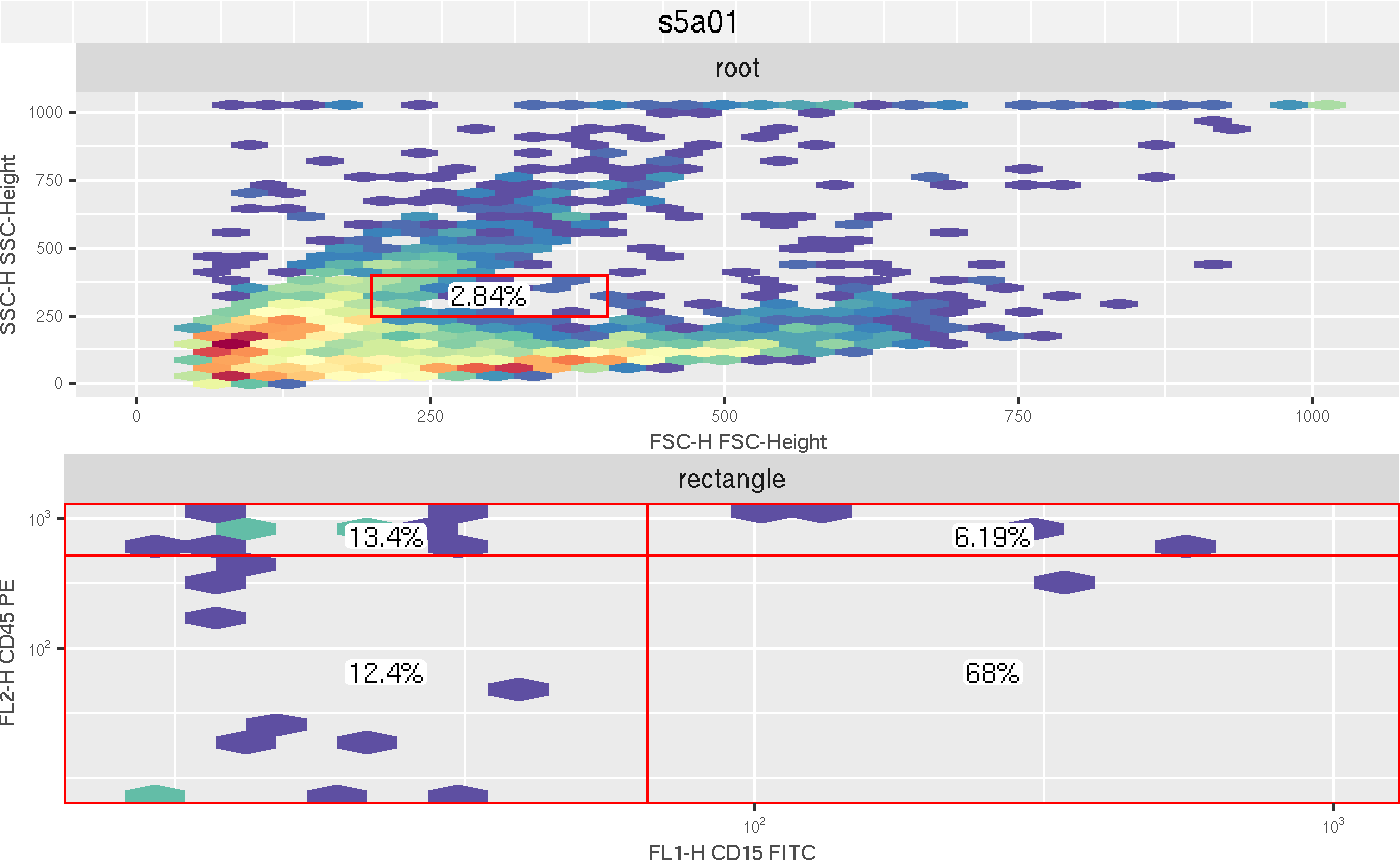 s5a01
root
SSC-H SSC-Height
1000
750
500
250
0
2.84%
0 250 500 750 1000
FSC-H FSC-Height
rectangle
FL2-H CD45 PE
10³
10²
13.4% 6.19%
12.4% 68%
10² 10³
FL1-H CD15 FITC